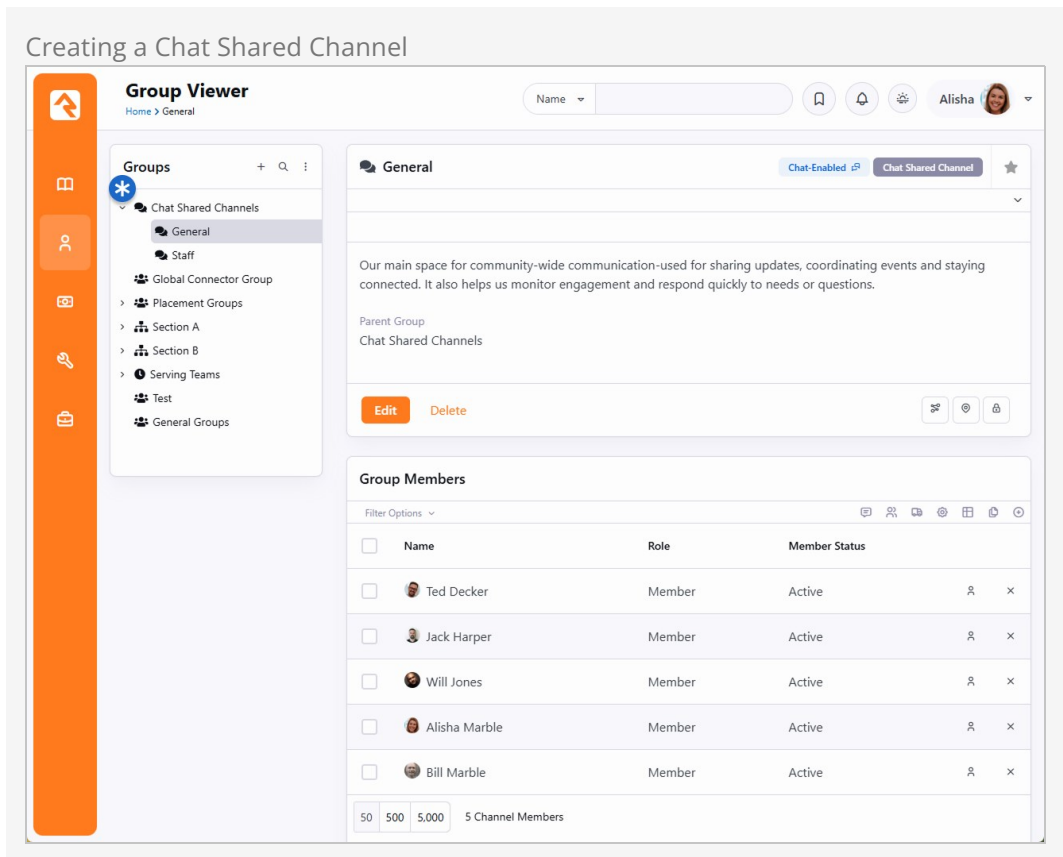 Creating a Chat Shared Channel
Group Viewer
Home > General
Name
Alisha
Groups
Chat Shared Channels
General
Staff
Global Connector Group
Placement Groups
Section A
Section B
Serving Teams
Test
General Groups
General
Chat-Enabled
Chat Shared Channel
Our main space for community-wide communication-used for sharing updates, coordinating events and staying
connected. It also helps us monitor engagement and respond quickly to needs or questions.
Parent Group
Chat Shared Channels
Edit Delete
Group Members
Filter Options
Name Role Member Status
Ted Decker Member Active
Jack Harper Member Active
Will Jones Member Active
Alisha Marble Member Active
Bill Marble Member Active
50 500 5,000 5 Channel Members